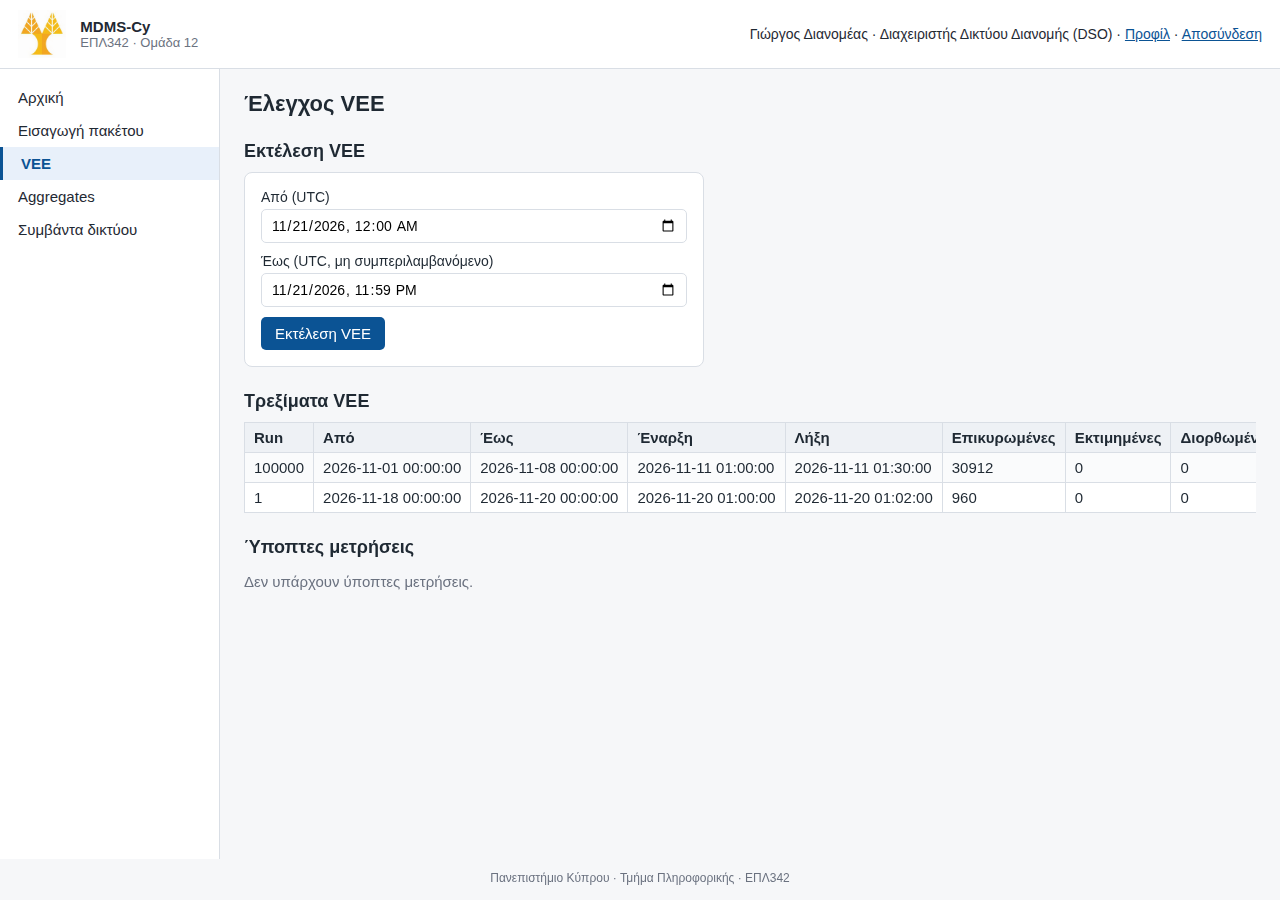 MDMS-Cy
ΕΠΛ342 · Ομάδα 12
Γιώργος Διανομέας · Διαχειριστής Δικτύου Διανομής (DSO) · Προφίλ · Αποσύνδεση
Αρχική
Εισαγωγή πακέτου
VEE
Aggregates
Συμβάντα δικτύου
Έλεγχος VEE
Εκτέλεση VEE
Από (UTC)
11/21/2026, 12:00 AM
Έως (UTC, μη συμπεριλαμβανόμενο)
11/21/2026, 11:59 PM
Εκτέλεση VEE
Τρεξίματα VEE
Run Από Έως Έναρξη Λήξη Επικυρωμένες Εκτιμημένες Διορθωμέν
100000 2026-11-01 00:00:00 2026-11-08 00:00:00 2026-11-11 01:00:00 2026-11-11 01:30:00 30912 0 0
1 2026-11-18 00:00:00 2026-11-20 00:00:00 2026-11-20 01:00:00 2026-11-20 01:02:00 960 0 0
Ύποπτες μετρήσεις
Δεν υπάρχουν ύποπτες μετρήσεις.
Πανεπιστήμιο Κύπρου · Τμήμα Πληροφορικής · ΕΠΛ342